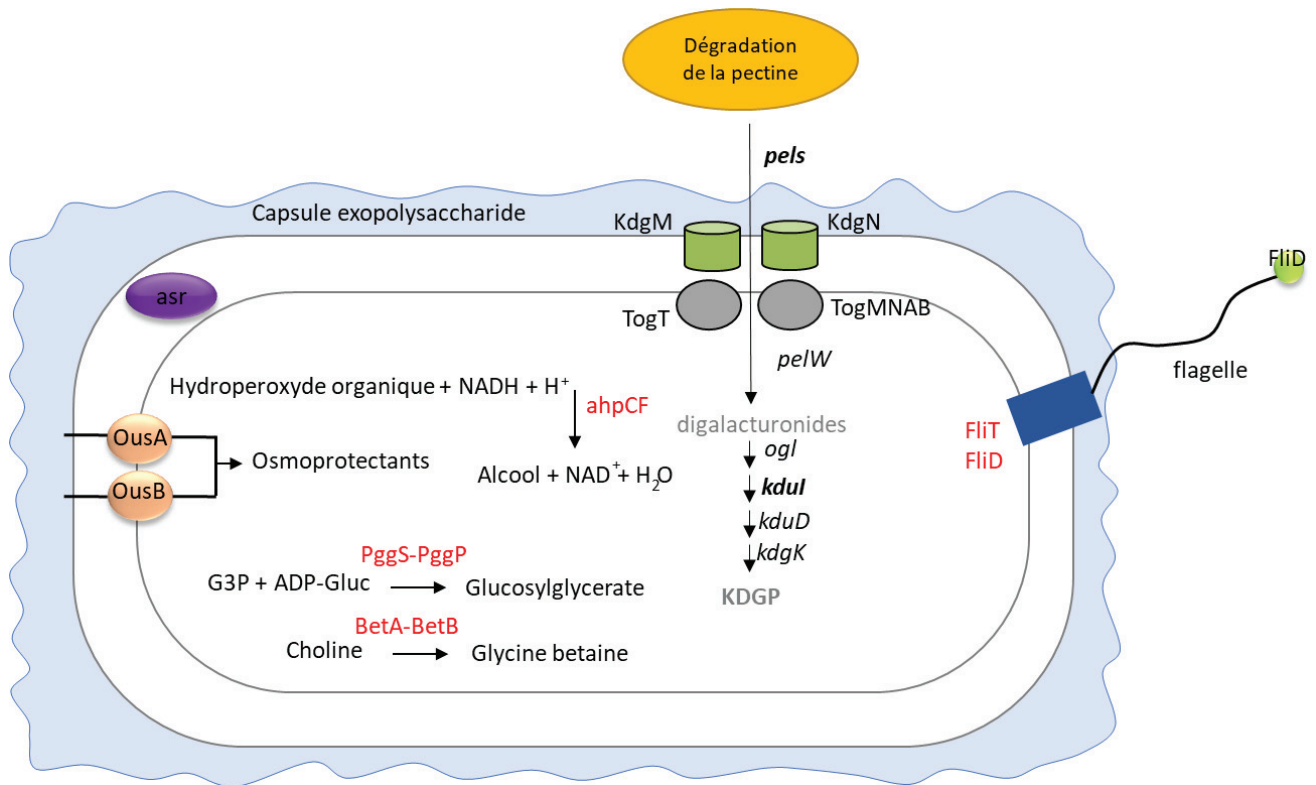 Dégradation
de la pectine
pels
Capsule exopolysaccharide
KdgM
KdgN
FliD
asr
TogT
TogMNAB
pelW
flagelle
Hydroperoxyde organique + NADH + H⁺
ahpCF
digalacturonides
FliT
FliD
OusA
Osmoprotectants
OusB
Alcool + NAD⁺ + H₂O
ogl
kduI
kduD
kdgK
PggS-PggP
G3P + ADP-Gluc
Glucosylglycerate
KDGP
BetA-BetB
Choline
Glycine betaine